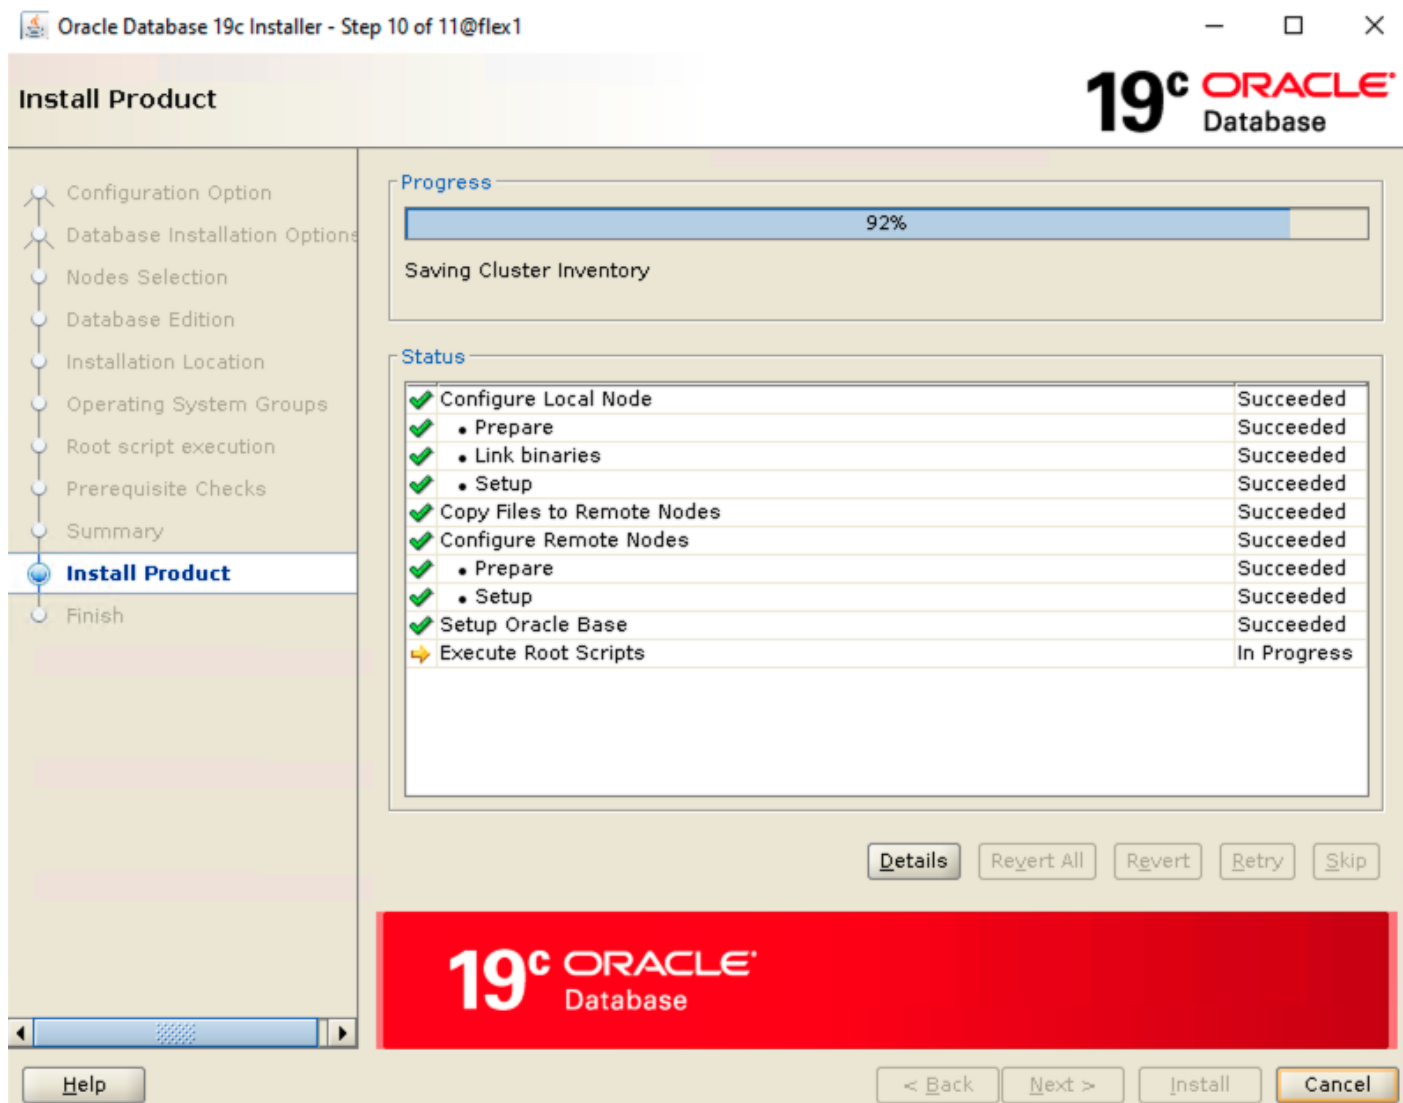 Oracle Database 19c Installer - Step 10 of 11@flex1
Install Product
19c ORACLE
Database
Configuration Option
Database Installation Options
Nodes Selection
Database Edition
Installation Location
Operating System Groups
Root script execution
Prerequisite Checks
Summary
Install Product
Finish
Progress
92%
Saving Cluster Inventory
Status
Configure Local Node Succeeded
• Prepare Succeeded
• Link binaries Succeeded
• Setup Succeeded
Copy Files to Remote Nodes Succeeded
Configure Remote Nodes Succeeded
• Prepare Succeeded
• Setup Succeeded
Setup Oracle Base Succeeded
Execute Root Scripts In Progress
Details Revert All Revert Retry Skip
19c ORACLE
Database
Help < Back Next > Install Cancel